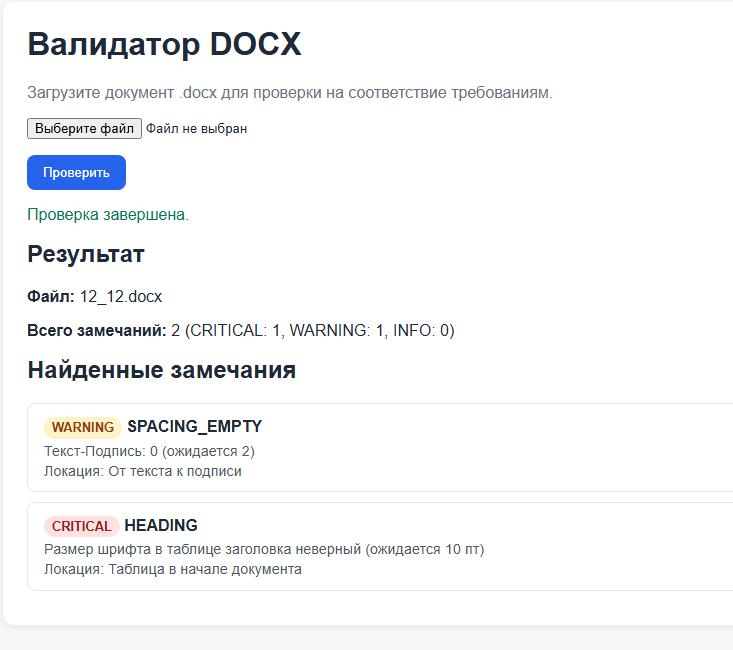 Валидатор DOCX
Загрузите документ .docx для проверки на соответствие требованиям.
Выберите файл Файл не выбран
Проверить
Проверка завершена.
Результат
Файл: 12_12.docx
Всего замечаний: 2 (CRITICAL: 1, WARNING: 1, INFO: 0)
Найденные замечания
WARNING SPACING_EMPTY
Текст-Подпись: 0 (ожидается 2)
Локация: От текста к подписи
CRITICAL HEADING
Размер шрифта в таблице заголовка неверный (ожидается 10 пт)
Локация: Таблица в начале документа